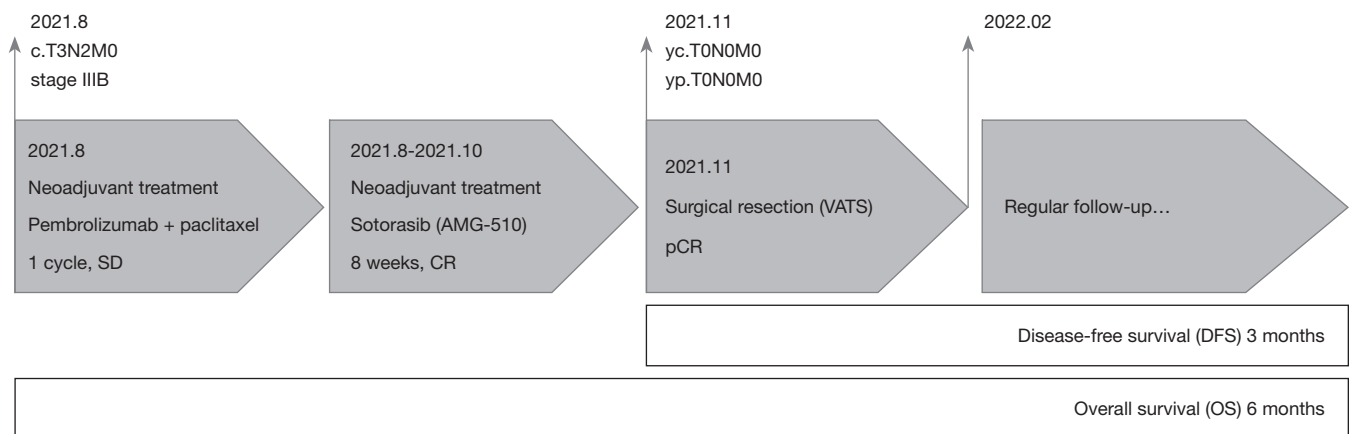 2021.8
c.T3N2M0
stage IIIB
2021.11
yc.T0N0M0
yp.T0N0M0
2022.02
2021.8
Neoadjuvant treatment
Pembrolizumab + paclitaxel
1 cycle, SD
2021.8-2021.10
Neoadjuvant treatment
Sotorasib (AMG-510)
8 weeks, CR
2021.11
Surgical resection (VATS)
pCR
Regular follow-up…
Disease-free survival (DFS) 3 months
Overall survival (OS) 6 months